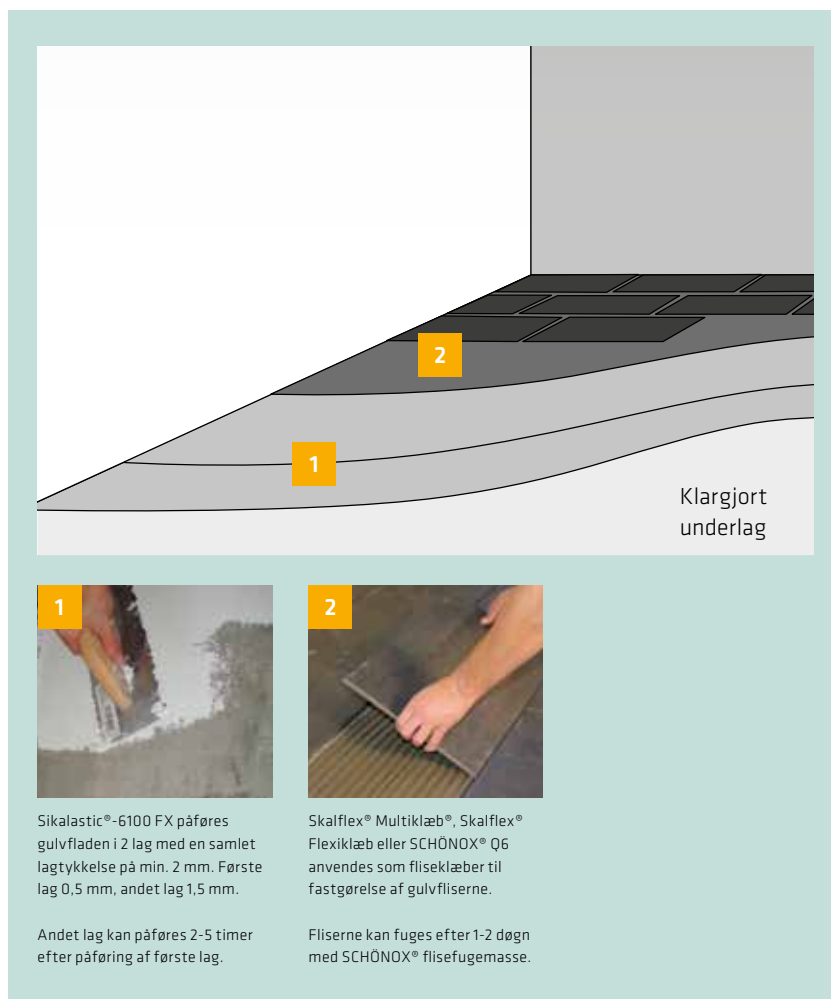 2
1
Klargjort
underlag
1
Sikalastic®-6100 FX påføres
gulvfladen i 2 lag med en samlet
lagtykkelse på min. 2 mm. Første
lag 0,5 mm, andet lag 1,5 mm.
Andet lag kan påføres 2-5 timer
efter påføring af første lag.
2
Skalflex® Multiklæb®, Skalflex®
Flexiklæb eller SCHÖNOX® Q6
anvendes som fliseklæber til
fastgørelse af gulvfliserne.
Fliserne kan fuges efter 1-2 døgn
med SCHÖNOX® flisefugemasse.